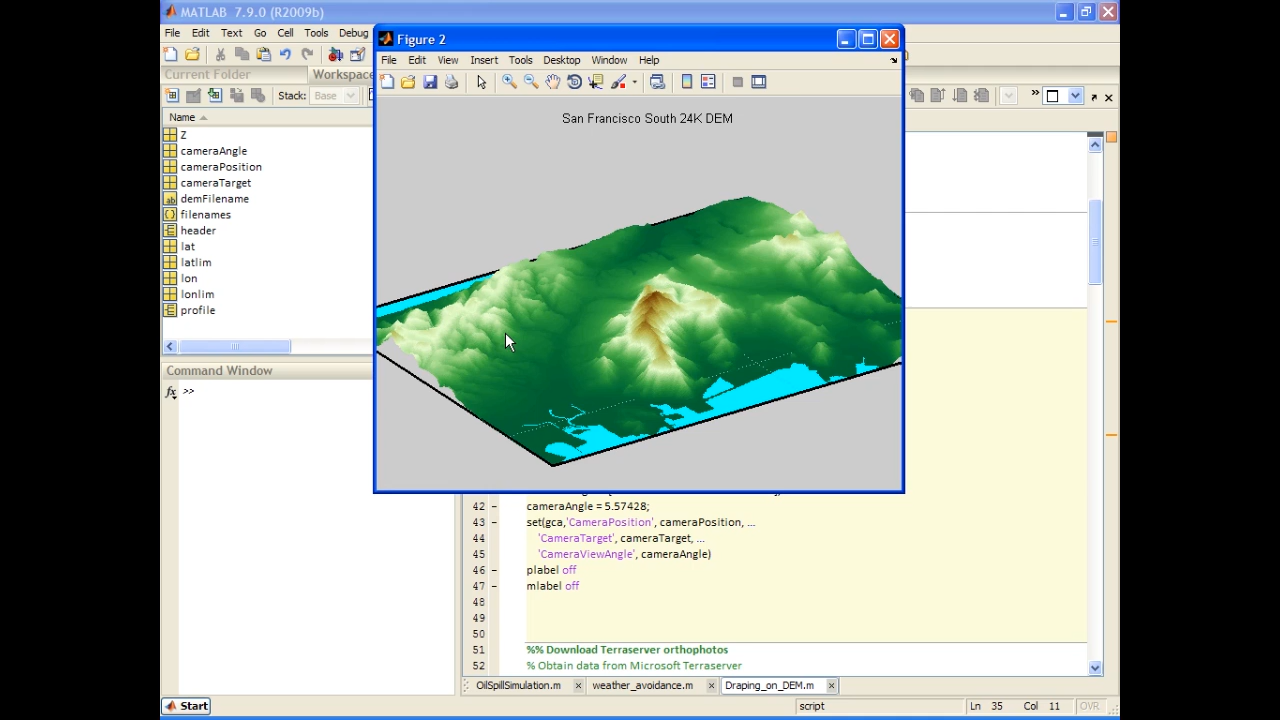 MATLAB 7.9.0 (R2009b)
File Edit Text Go Cell Tools Debug
Current Folder Workspace
Stack: Base
Name
Z
cameraAngle
cameraPosition
cameraTarget
demFilename
filenames
header
lat
latlim
lon
lonlim
profile
Command Window
fx >>
Figure 2
File Edit View Insert Tools Desktop Window Help
San Francisco South 24K DEM
42 – cameraAngle = 5.57428;
43 – set(gca,'CameraPosition', cameraPosition, ...
44 'CameraTarget', cameraTarget, ...
45 'CameraViewAngle', cameraAngle)
46 – plabel off
47 – mlabel off
48
49
50
51 %% Download Terraserver orthophotos
52 % Obtain data from Microsoft Terraserver
OilSpillSimulation.m weather_avoidance.m Draping_on_DEM.m
Start script Ln 35 Col 11 OVR